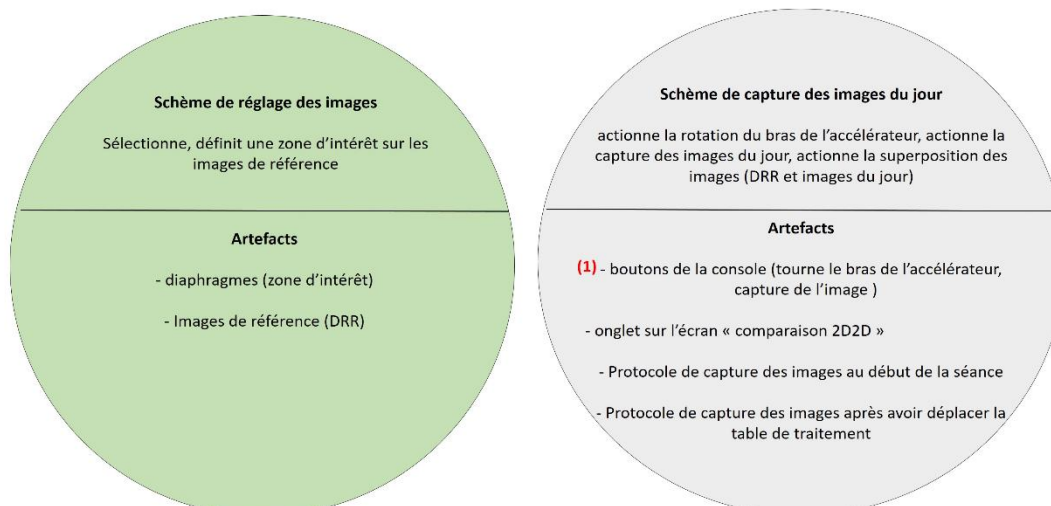 Schème de réglage des images
Sélectionne, définit une zone d’intérêt sur les
images de référence
Artefacts
- diaphragmes (zone d’intérêt)
- Images de référence (DRR)
Schème de capture des images du jour
actionne la rotation du bras de l’accélérateur, actionne la
capture des images du jour, actionne la superposition des
images (DRR et images du jour)
Artefacts
(1) - boutons de la console (tourne le bras de l’accélérateur,
capture de l’image )
- onglet sur l’écran « comparaison 2D2D »
- Protocole de capture des images au début de la séance
- Protocole de capture des images après avoir déplacer la
table de traitement